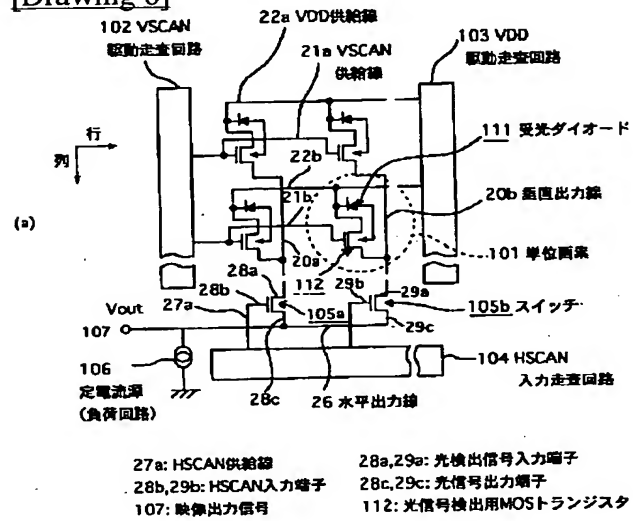 [Drawing 6]
102 VSCAN
駆動走査回路
22a VDD供給線
21a VSCAN
供給線
103 VDD
駆動走査回路
行
列
111 受光ダイオード
22b
20b 垂直出力線
(a)
21b
20a
101 単位画素
28a
112
29b
29a
28b
27a
Vout
105a
105b スイッチ
107
29c
104 HSCAN
入力走査回路
106
定電流源
(負荷回路)
28c
26 水平出力線
27a: HSCAN供給線
28a,29a: 光検出信号入力端子
28b,29b: HSCAN入力端子
28c,29c: 光信号出力端子
107: 映像出力信号
112: 光信号検出用MOSトランジスタ